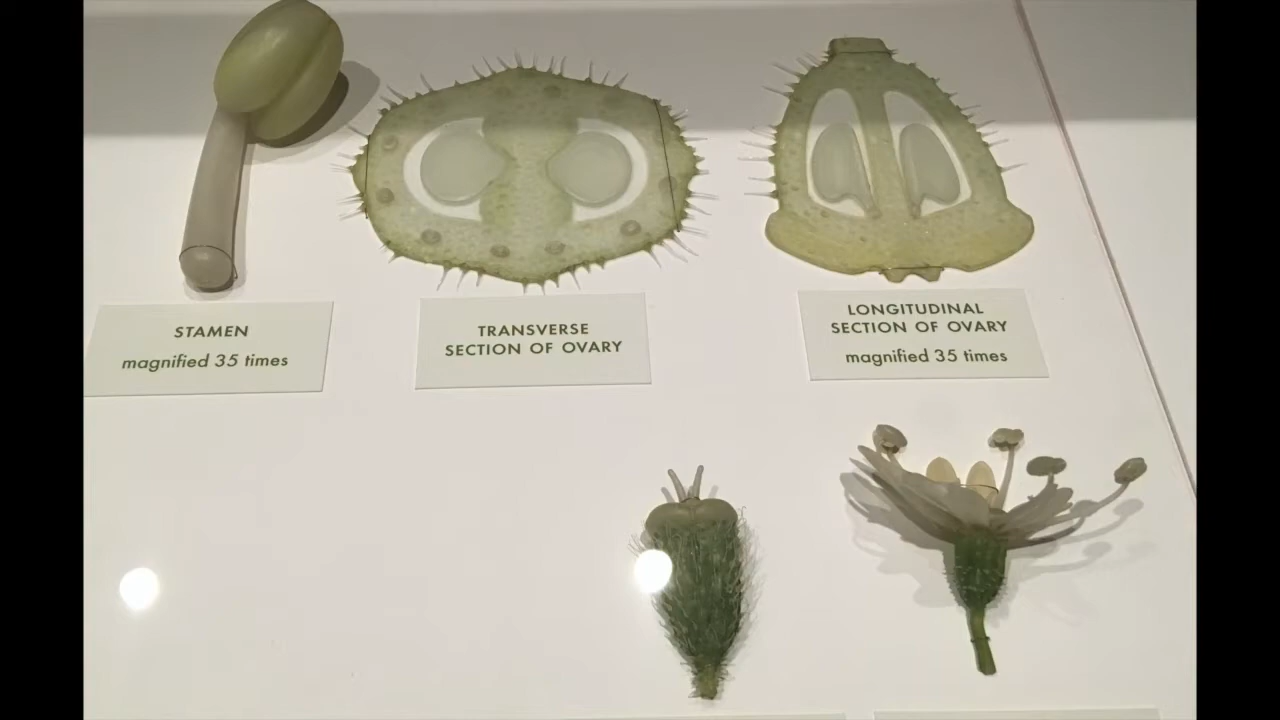 STAMEN
magnified 35 times
TRANSVERSE
SECTION OF OVARY
LONGITUDINAL
SECTION OF OVARY
magnified 35 times